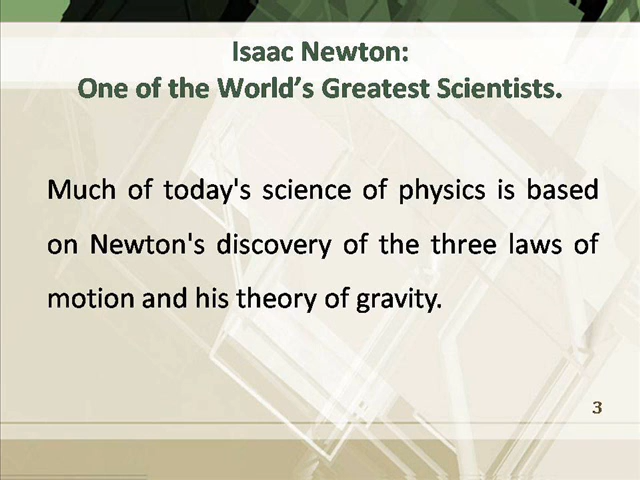 Isaac Newton:
One of the World’s Greatest Scientists.
Much of today's science of physics is based
on Newton's discovery of the three laws of
motion and his theory of gravity.
3